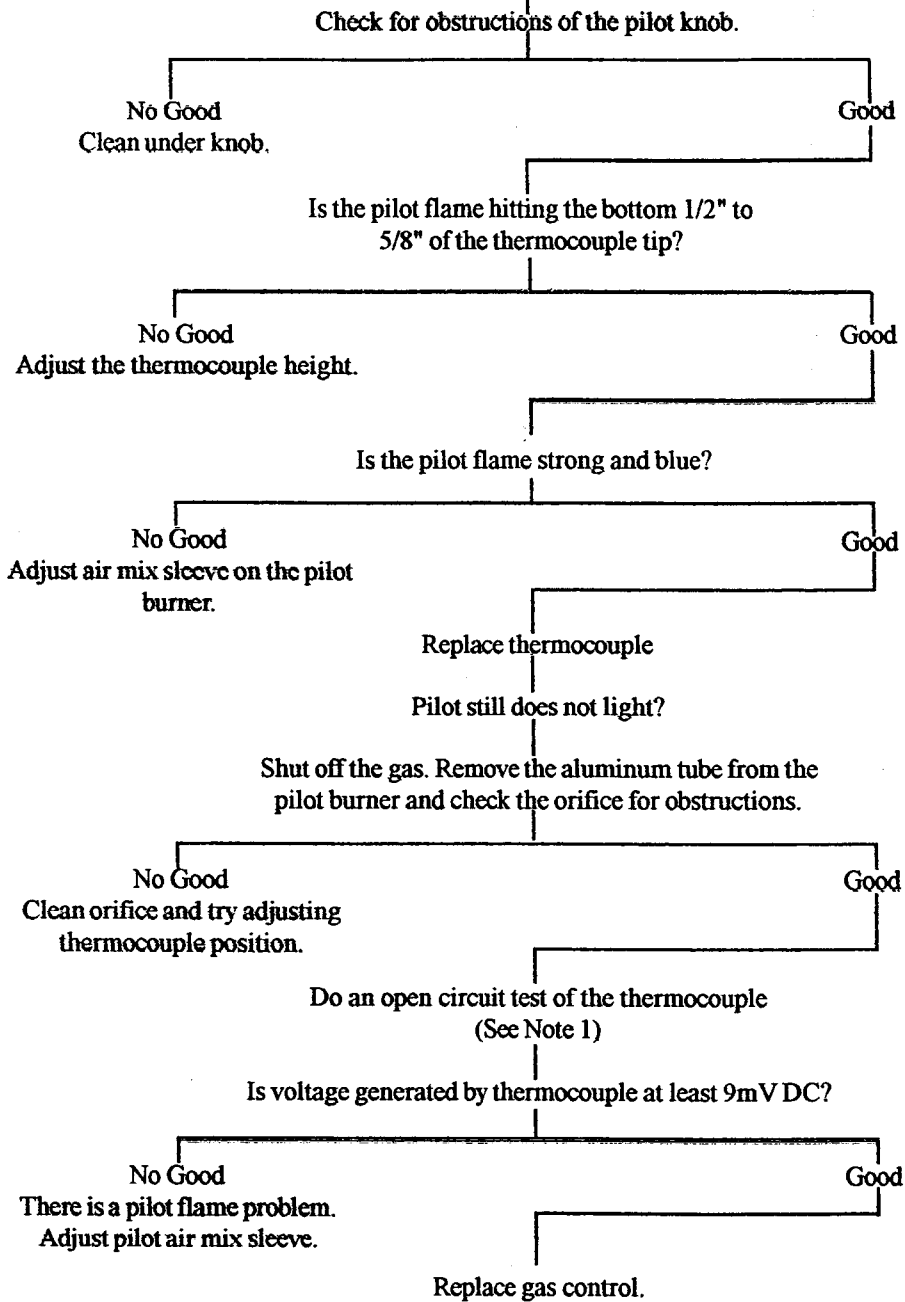 Check for obstructions of the pilot knob.
No Good
Good
Clean under knob.
Is the pilot flame hitting the bottom 1/2" to
5/8" of the thermocouple tip?
No Good
Good
Adjust the thermocouple height.
Is the pilot flame strong and blue?
No Good
Good
Adjust air mix sleeve on the pilot
burner.
Replace thermocouple
Pilot still does not light?
Shut off the gas. Remove the aluminum tube from the
pilot burner and check the orifice for obstructions.
No Good
Good
Clean orifice and try adjusting
thermocouple position.
Do an open circuit test of the thermocouple
(See Note 1)
Is voltage generated by thermocouple at least 9mV DC?
No Good
Good
There is a pilot flame problem.
Adjust pilot air mix sleeve.
Replace gas control.